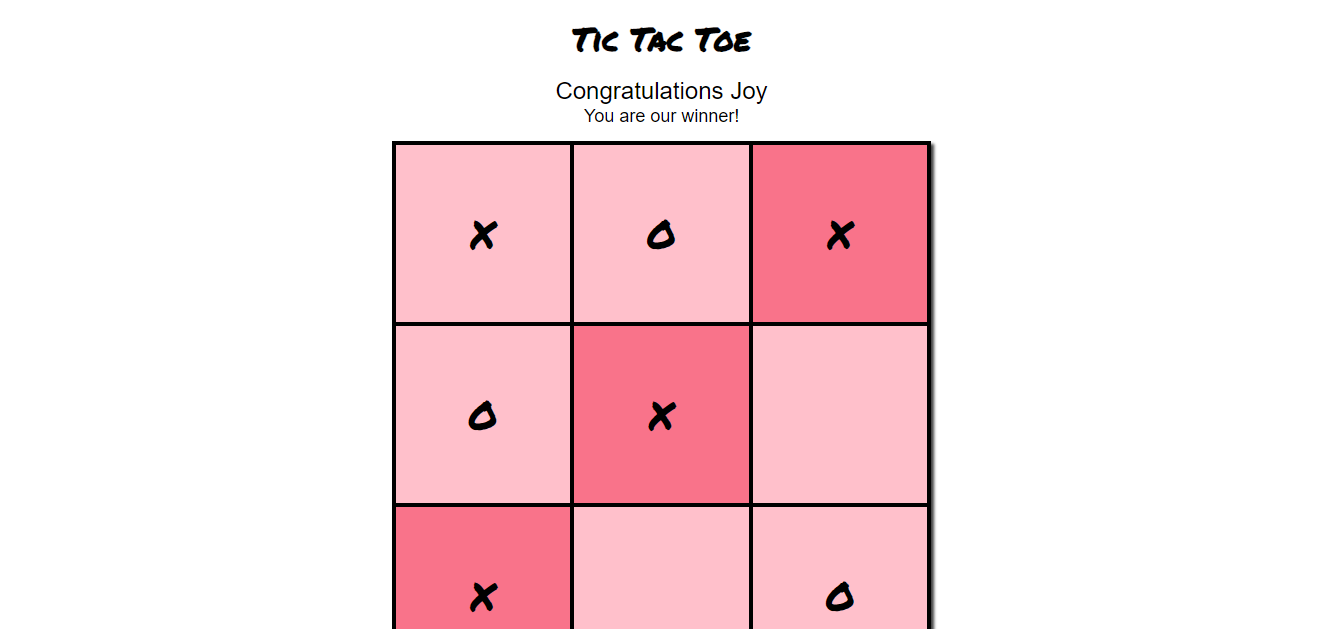 Tic Tac Toe
Congratulations Joy
You are our winner!
X O X
O X
X O